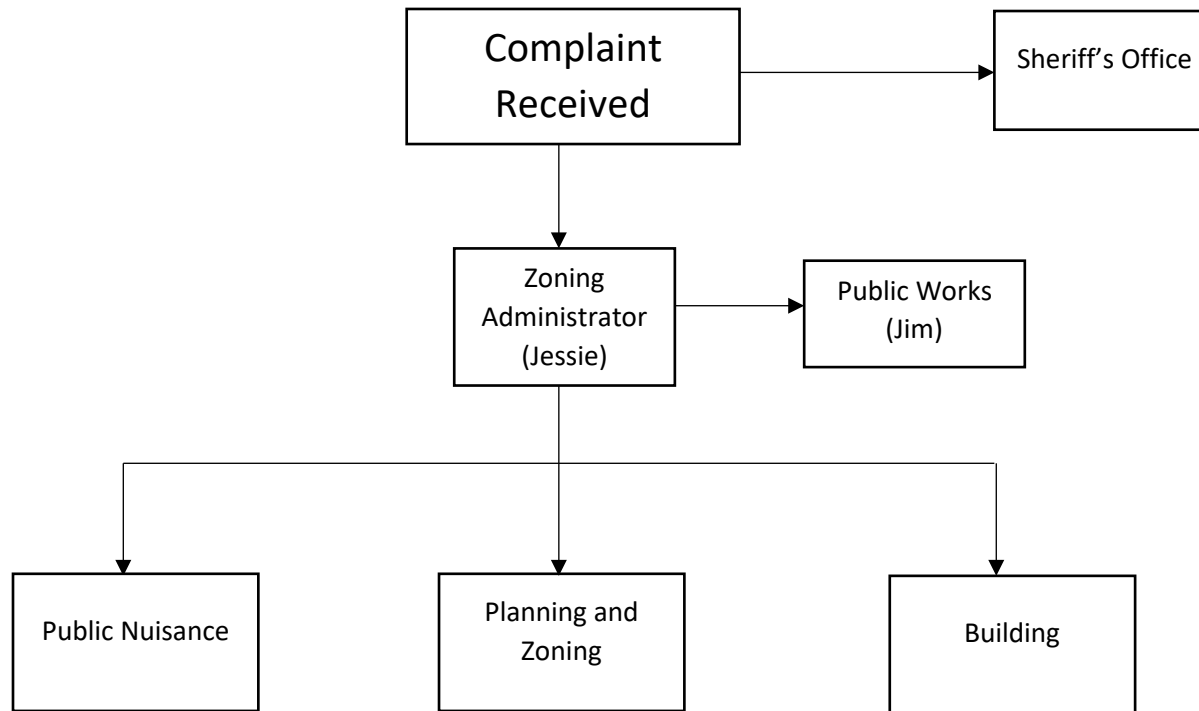 Complaint
Received
Sheriff’s Office
Zoning
Administrator
(Jessie)
Public Works
(Jim)
Public Nuisance
Planning and
Zoning
Building